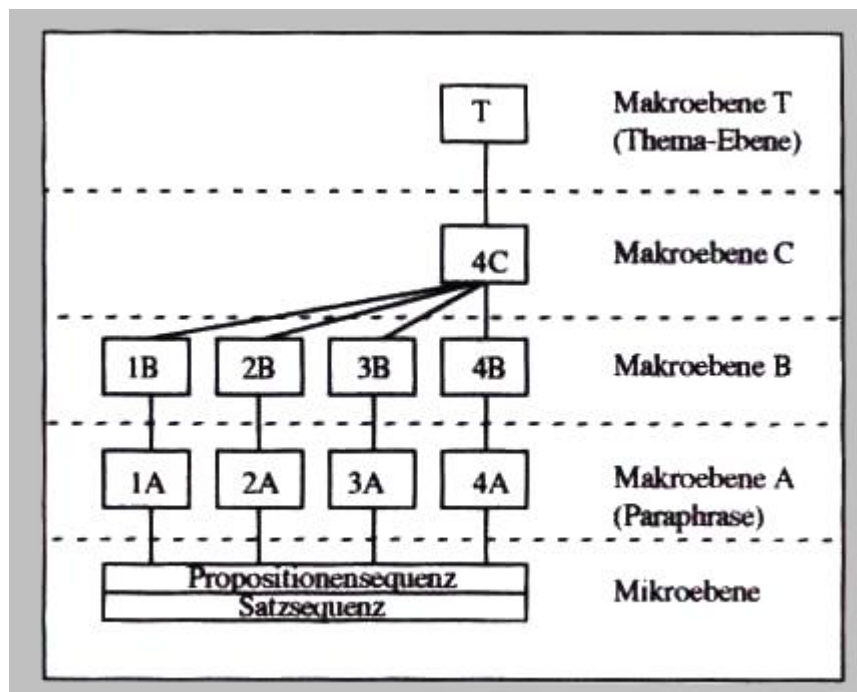 T
Makroebene T
(Thema-Ebene)
4C
Makroebene C
1B 2B 3B 4B
Makroebene B
1A 2A 3A 4A
Makroebene A
(Paraphrase)
Propositionensequenz
Satzsequenz
Mikroebene